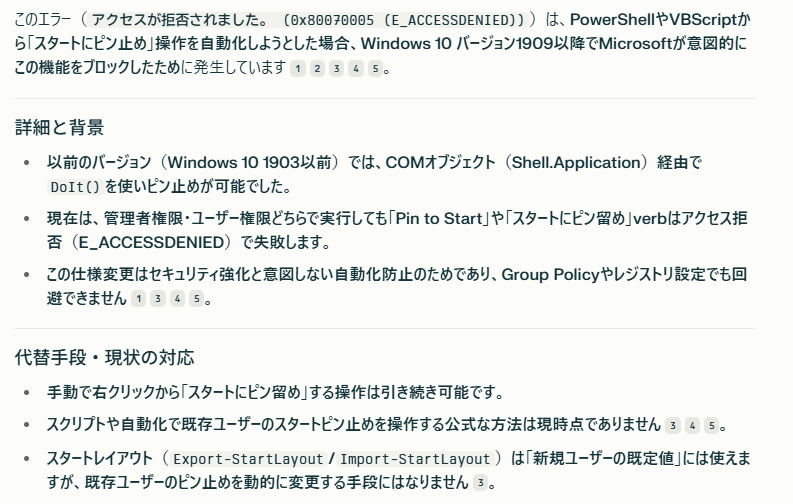 このエラー（ アクセスが拒否されました。 (0x80070005 (E_ACCESSDENIED)) ）は、PowerShellやVBScriptか
ら「スタートにピン止め」操作を自動化しようとした場合、Windows 10 バージョン1909以降でMicrosoftが意図的に
この機能をブロックしたために発生しています 1 2 3 4 5 。
詳細と背景
• 以前のバージョン（Windows 10 1903以前）では、COMオブジェクト（Shell.Application）経由で
DoIt() を使いピン止めが可能でした。
• 現在は、管理者権限・ユーザー権限どちらで実行しても「Pin to Start」や「スタートにピン留め」verbはアクセス拒
否（E_ACCESSDENIED）で失敗します。
• この仕様変更はセキュリティ強化と意図しない自動化防止のためであり、Group Policyやレジストリ設定でも回
避できません 1 3 4 5 。
代替手段・現状の対応
• 手動で右クリックから「スタートにピン留め」する操作は引き続き可能です。
• スクリプトや自動化で既存ユーザーのスタートピン止めを操作する公式な方法は現時点でありません 3 4 5 。
• スタートレイアウト（ Export-StartLayout / Import-StartLayout ）は「新規ユーザーの既定値」には使えま
すが、既存ユーザーのピン止めを動的に変更する手段にはなりません 3 。